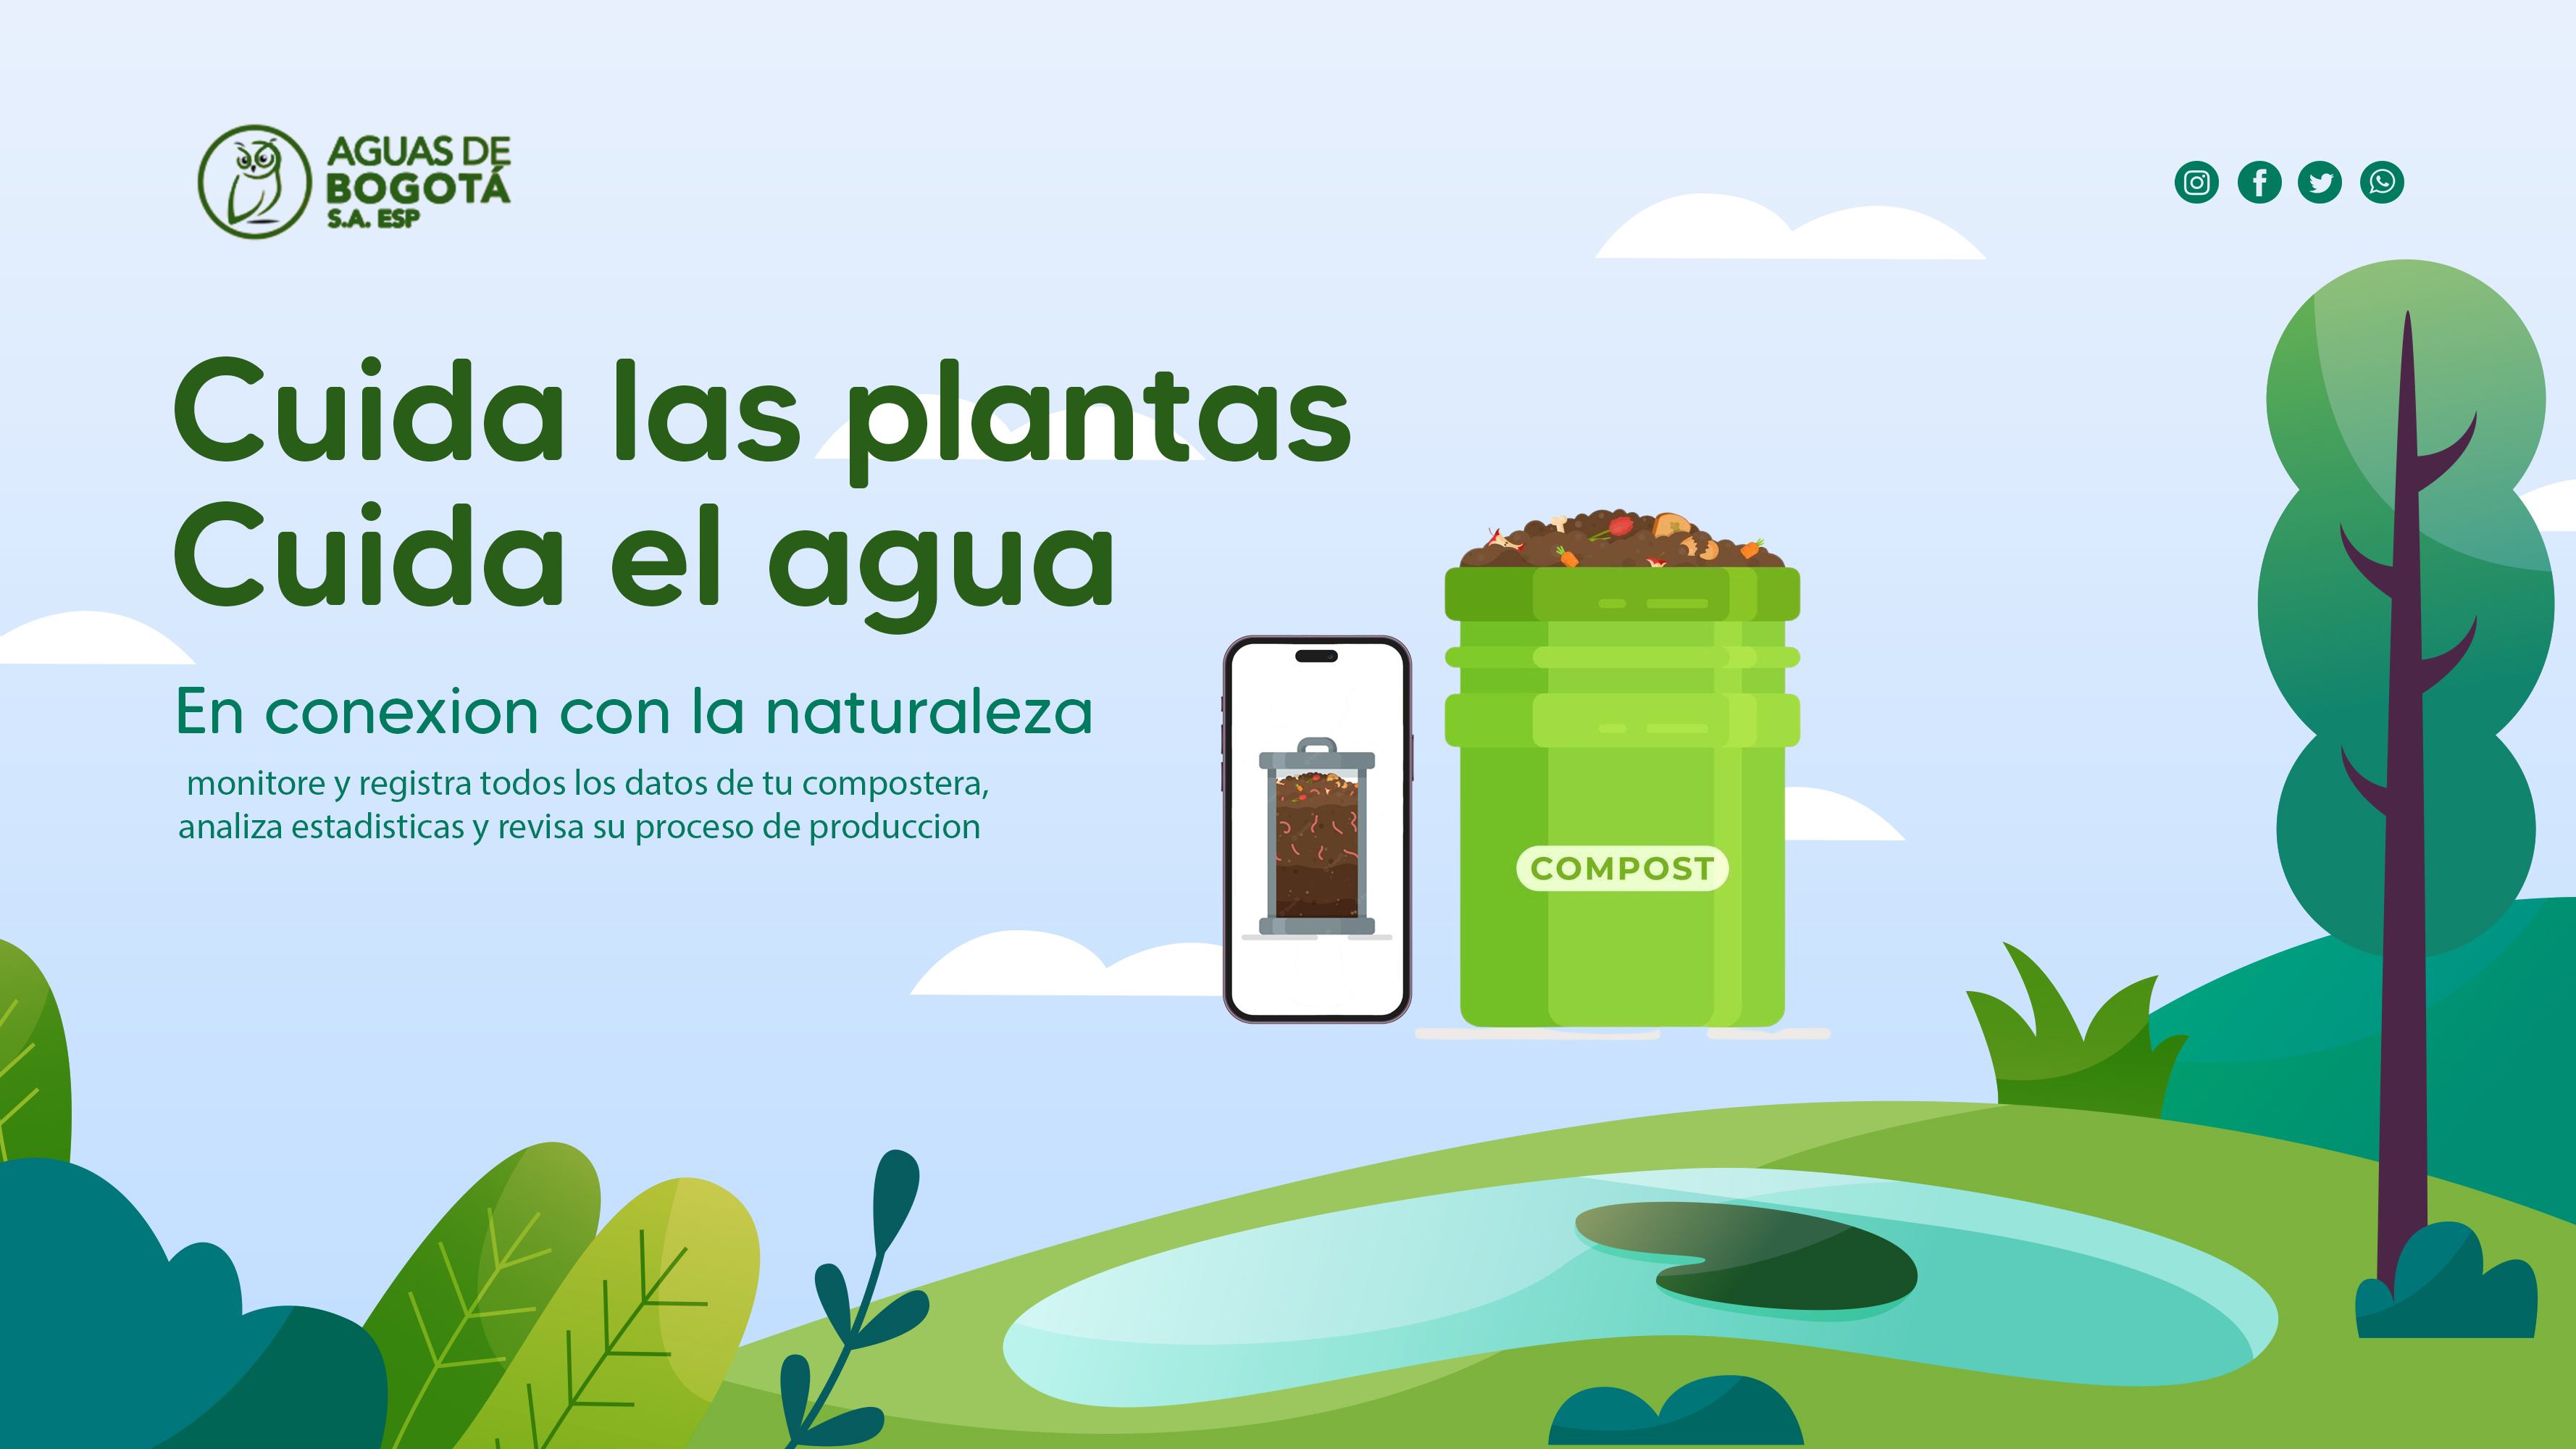 AGUAS DE
BOGOTÁ
S.A. ESP
Cuida las plantas
Cuida el agua
En conexion con la naturaleza
monitore y registra todos los datos de tu compostera,
analiza estadisticas y revisa su proceso de produccion
COMPOST